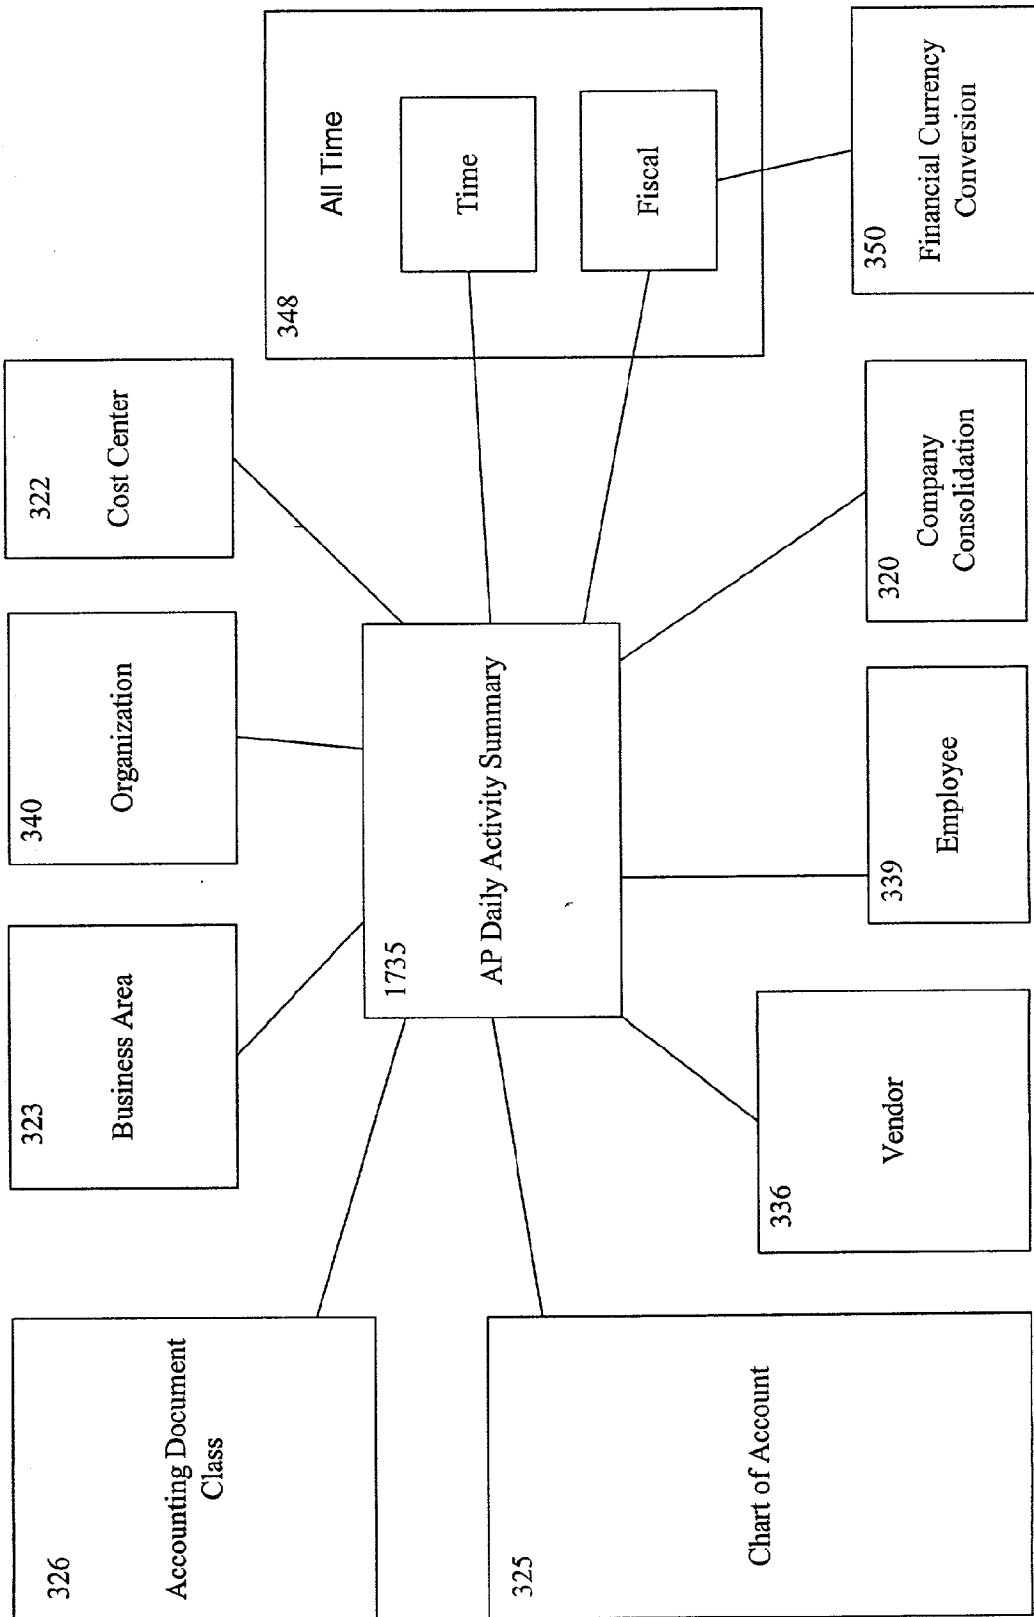 326
Accounting Document
Class
323
Business Area
340
Organization
322
Cost Center
348
All Time
Time
Fiscal
1735
AP Daily Activity Summary
325
Chart of Account
336
Vendor
339
Employee
320
Company
Consolidation
350
Financial Currency
Conversion